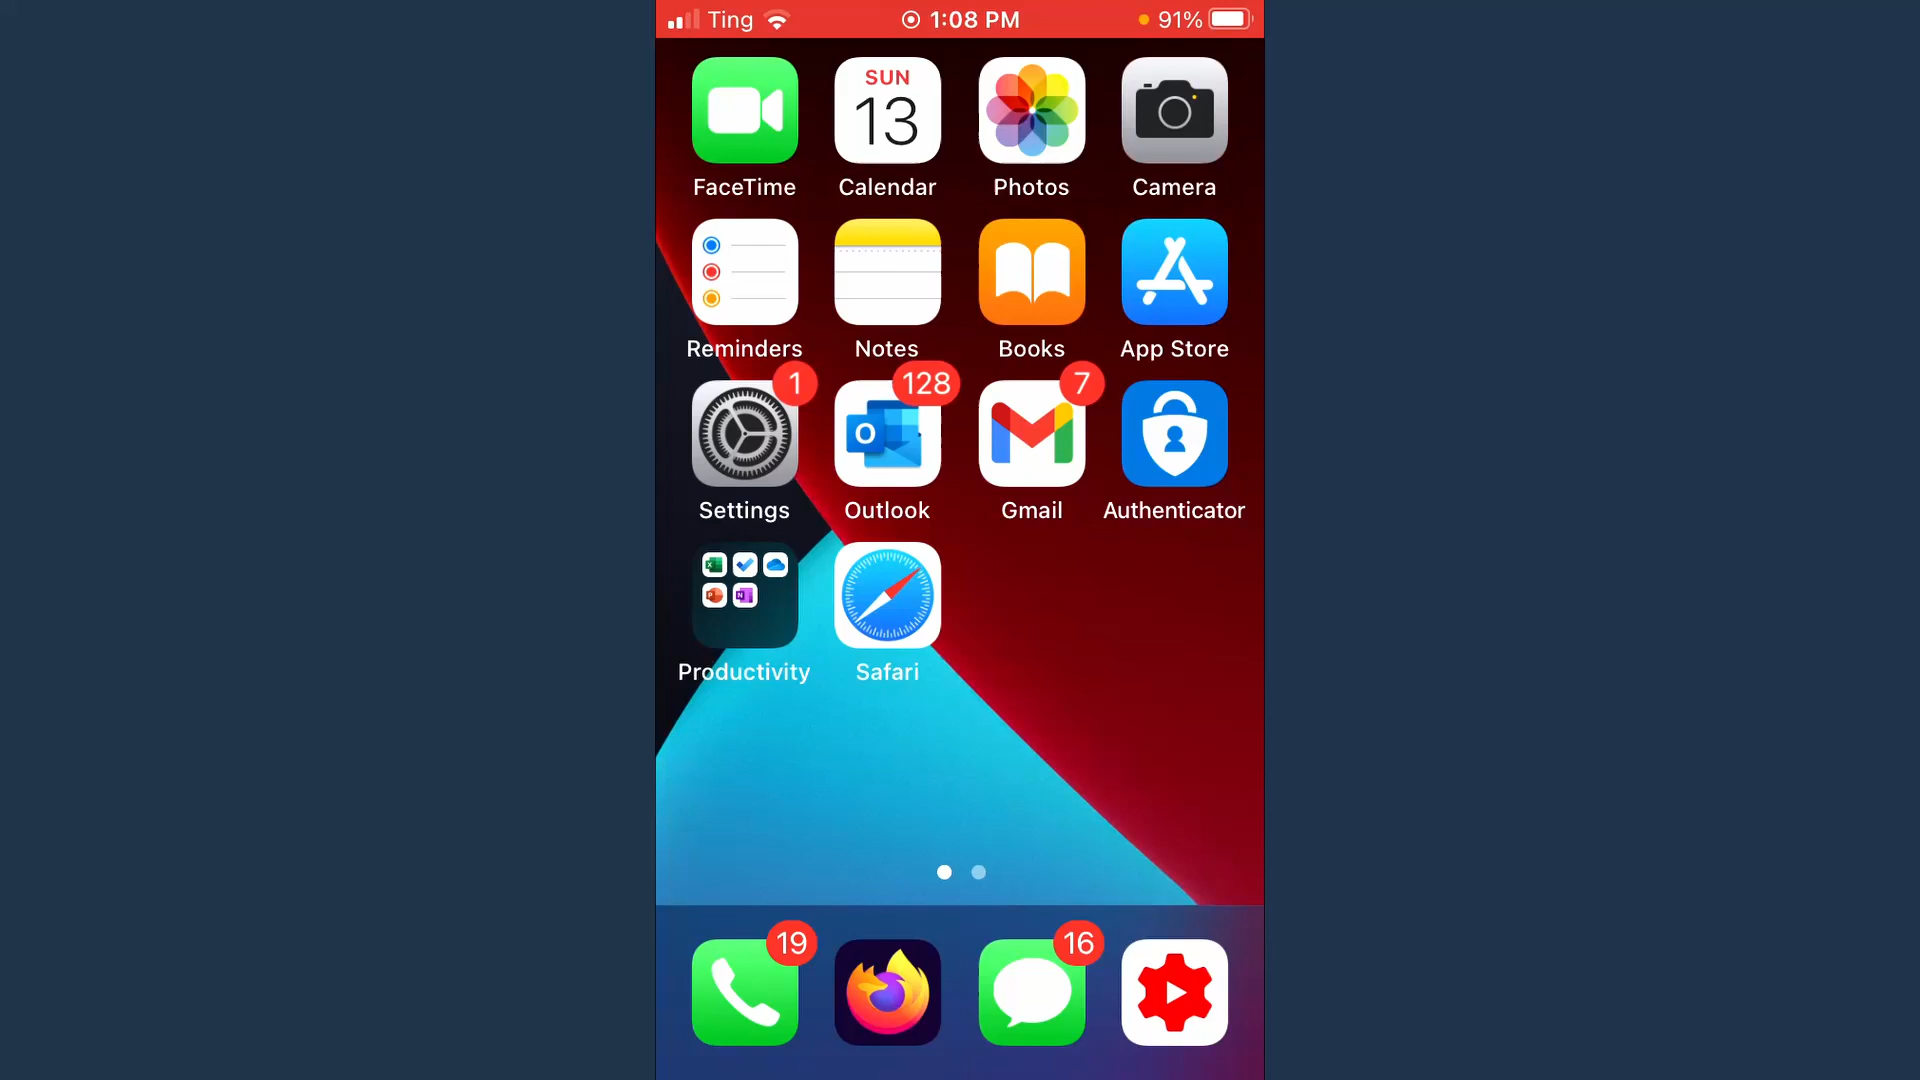 Ting 1:08 PM 91%
SUN
13
FaceTime Calendar Photos Camera
Reminders Notes Books App Store
1 128 7
Settings Outlook Gmail Authenticator
Productivity Safari
19 16